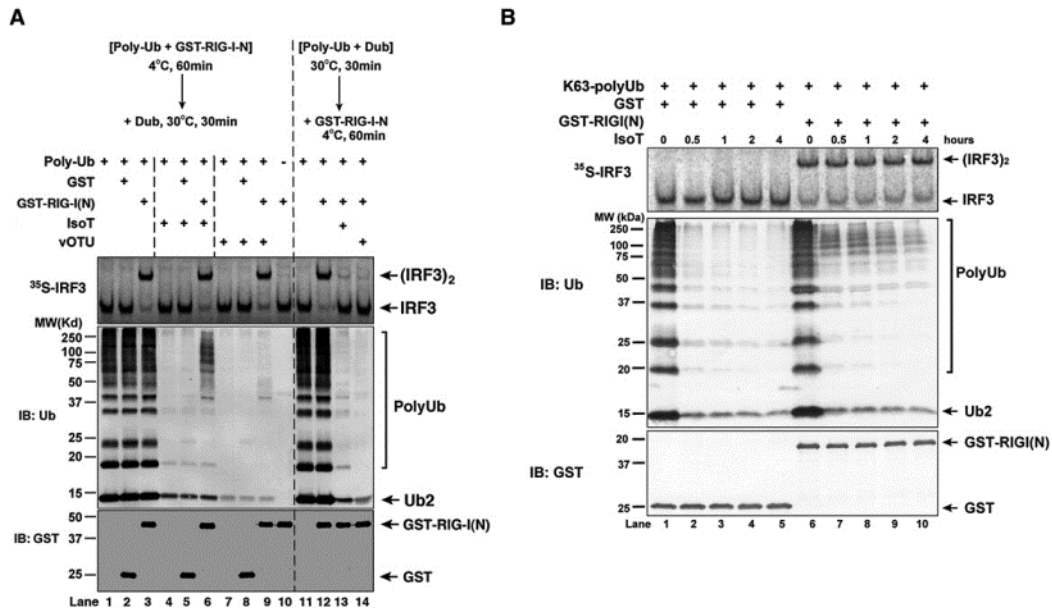 A
[Poly-Ub + GST-RIG-I-N]
4°C, 60min
+ Dub, 30°C, 30min
[Poly-Ub + Dub]
30°C, 30min
+ GST-RIG-I-N
4°C, 60min
Poly-Ub + + + + + + + + + - + + + +
GST + + +
GST-RIG-I(N) + + + + + + +
IsoT + + + +
vOTU + + + +
35S-IRF3
(IRF3)2
IRF3
MW(Kd)
250
100
75
50
37
25
20
15
IB: Ub
PolyUb
Ub2
50
37
25
IB: GST
GST-RIG-I(N)
GST
Lane 1 2 3 4 5 6 7 8 9 10 11 12 13 14
B
K63-polyUb + + + + + + + + + +
GST + + + + +
GST-RIGI(N) + + + + +
IsoT 0 0.5 1 2 4 0 0.5 1 2 4 hours
35S-IRF3
(IRF3)2
IRF3
MW (kDa)
250
100
75
50
37
25
20
15
IB: Ub
PolyUb
Ub2
20
37
25
IB: GST
GST-RIGI(N)
GST
Lane 1 2 3 4 5 6 7 8 9 10